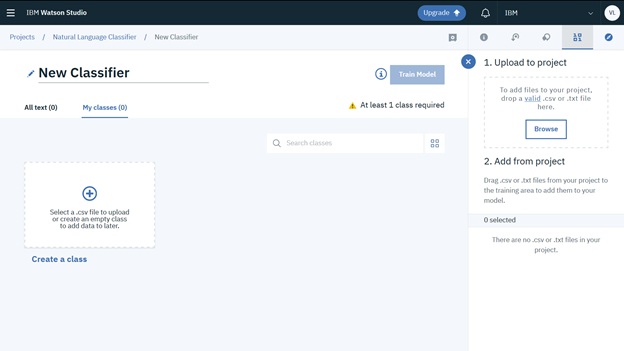 IBM Watson Studio
Upgrade
IBM
VL
Projects / Natural Language Classifier / New Classifier
New Classifier
Train Model
All text (0)
My classes (0)
At least 1 class required
Search classes
Select a .csv file to upload
or create an empty class
to add data to later.
Create a class
1. Upload to project
To add files to your project,
drop a valid .csv or .txt file
here.
Browse
2. Add from project
Drag .csv or .txt files from your project to
the training area to add them to your
model.
0 selected
There are no .csv or .txt files in your
project.